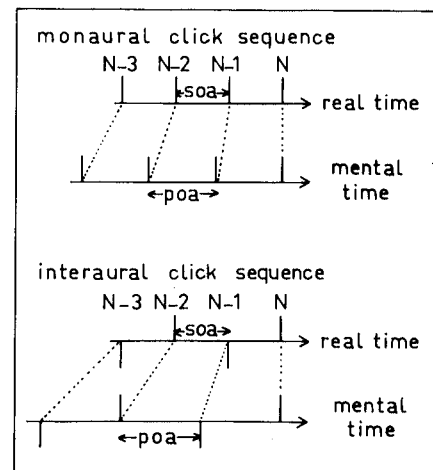 monaural click sequence
N-3 N-2 N-1 N
soa
real time
mental
time
poa
interaural click sequence
N-3 N-2 N-1 N
soa
real time
mental
time
poa